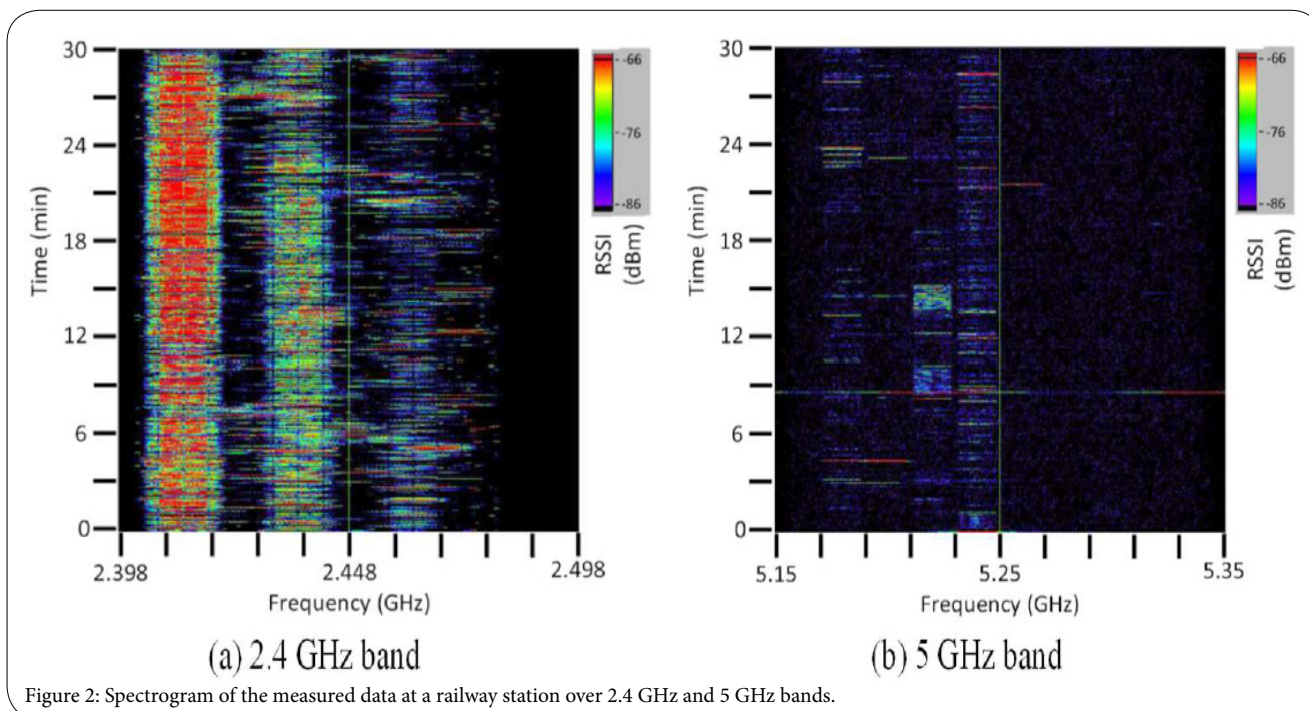 30
24
18
12
6
0
Time (min)
2.398
2.448
2.498
Frequency (GHz)
-66
-76
-86
RSSI
(dBm)
(a) 2.4 GHz band
30
24
18
12
6
0
Time (min)
5.15
5.25
5.35
Frequency (GHz)
-66
-76
-86
RSSI
(dBm)
(b) 5 GHz band
Figure 2: Spectrogram of the measured data at a railway station over 2.4 GHz and 5 GHz bands.